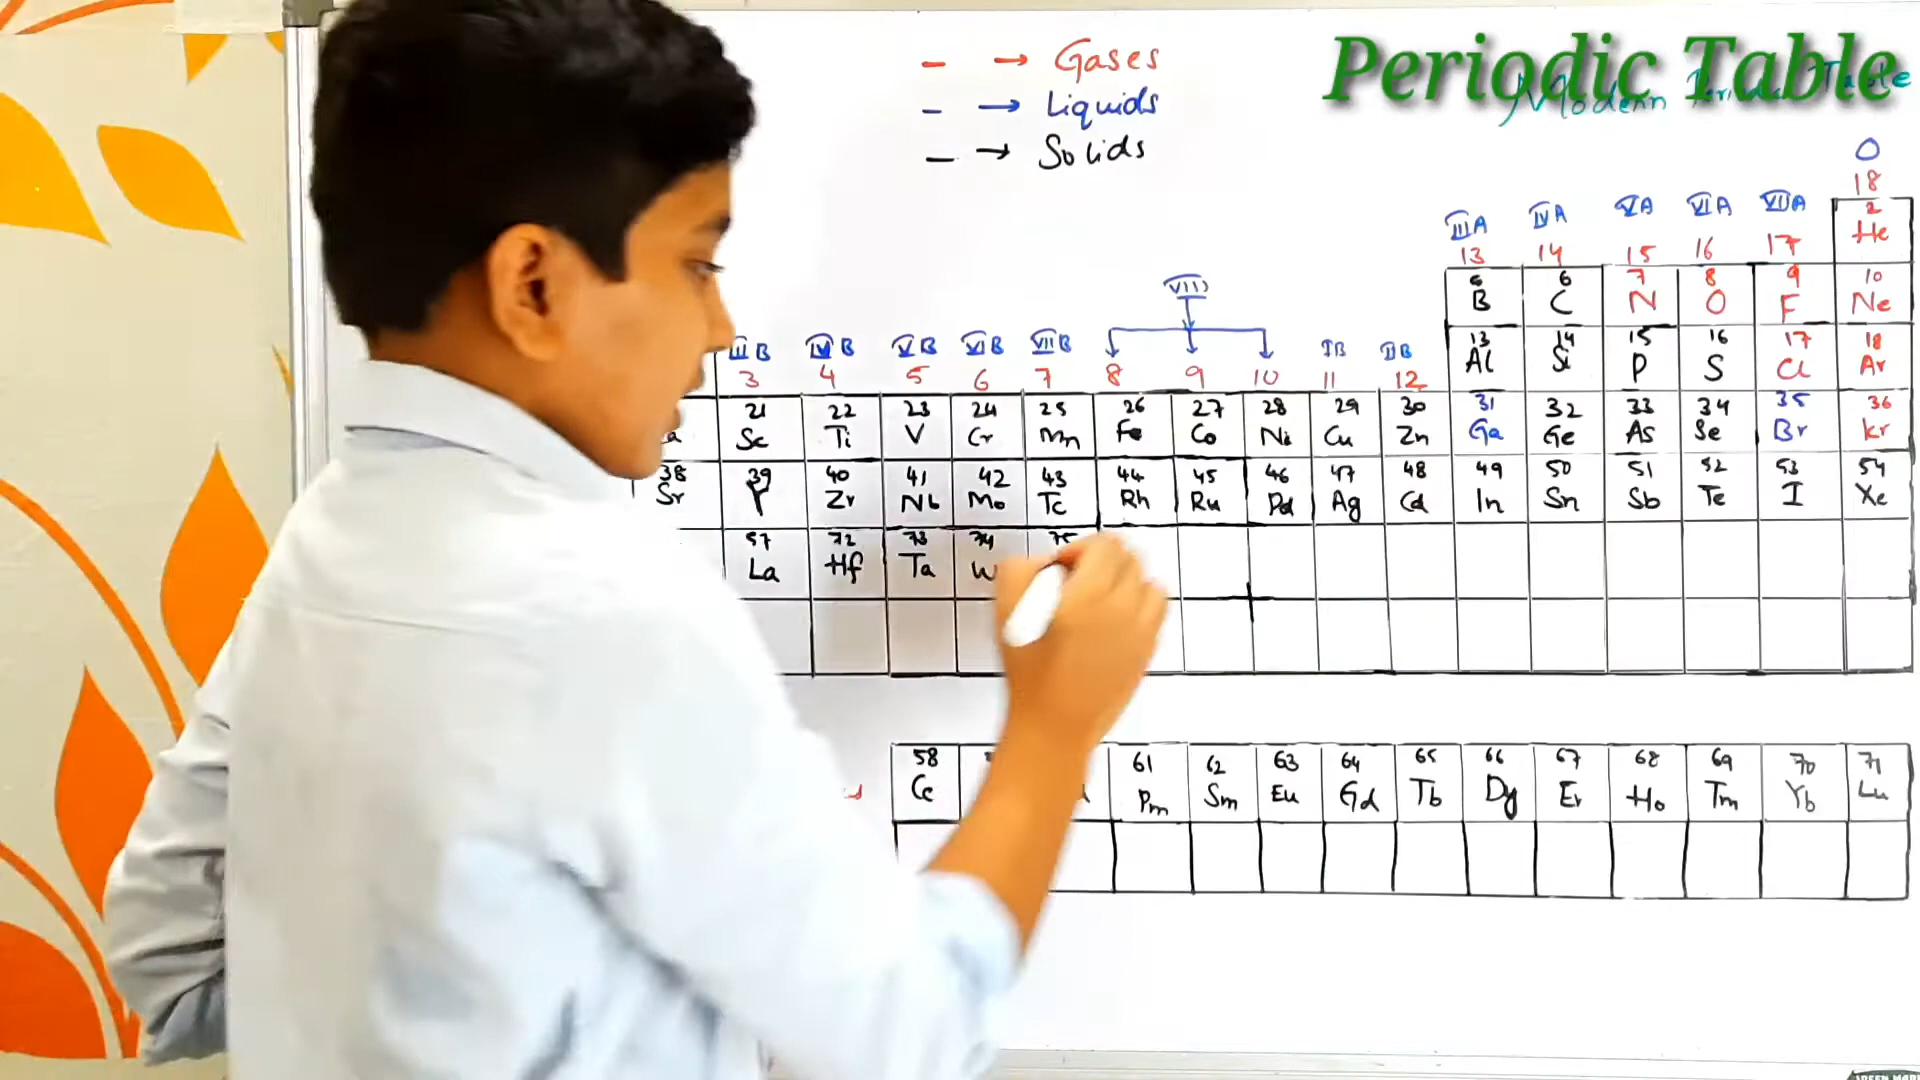 Periodic Table
Modern Periodic Table
- → Gases
- → Liquids
- → Solids
0
18
IIIA IVA VA VIA VIIA
13 14 15 16 17
2
He
VIII
6 7 8 9 10
B C N O F Ne
IIIB IVB VB VIB VIIB IB IIB
13 14 15 16 17 18
Al Si P S Cl Ar
3 4 5 6 7 8 9 10 11 12
21 22 23 24 25 26 27 28 29 30 31 32 33 34 35 36
Sc Ti V Cr Mn Fe Co Ni Cu Zn Ga Ge As Se Br Kr
38 39 40 41 42 43 44 45 46 47 48 49 50 51 52 53 54
Sr Y Zr Nb Mo Tc Rh Ru Pd Ag Cd In Sn Sb Te I Xe
57 72 73 74 75
La Hf Ta W
58 61 62 63 64 65 66 67 68 69 70 71
Ce Pm Sm Eu Gd Tb Dy Er Ho Tm Yb Lu